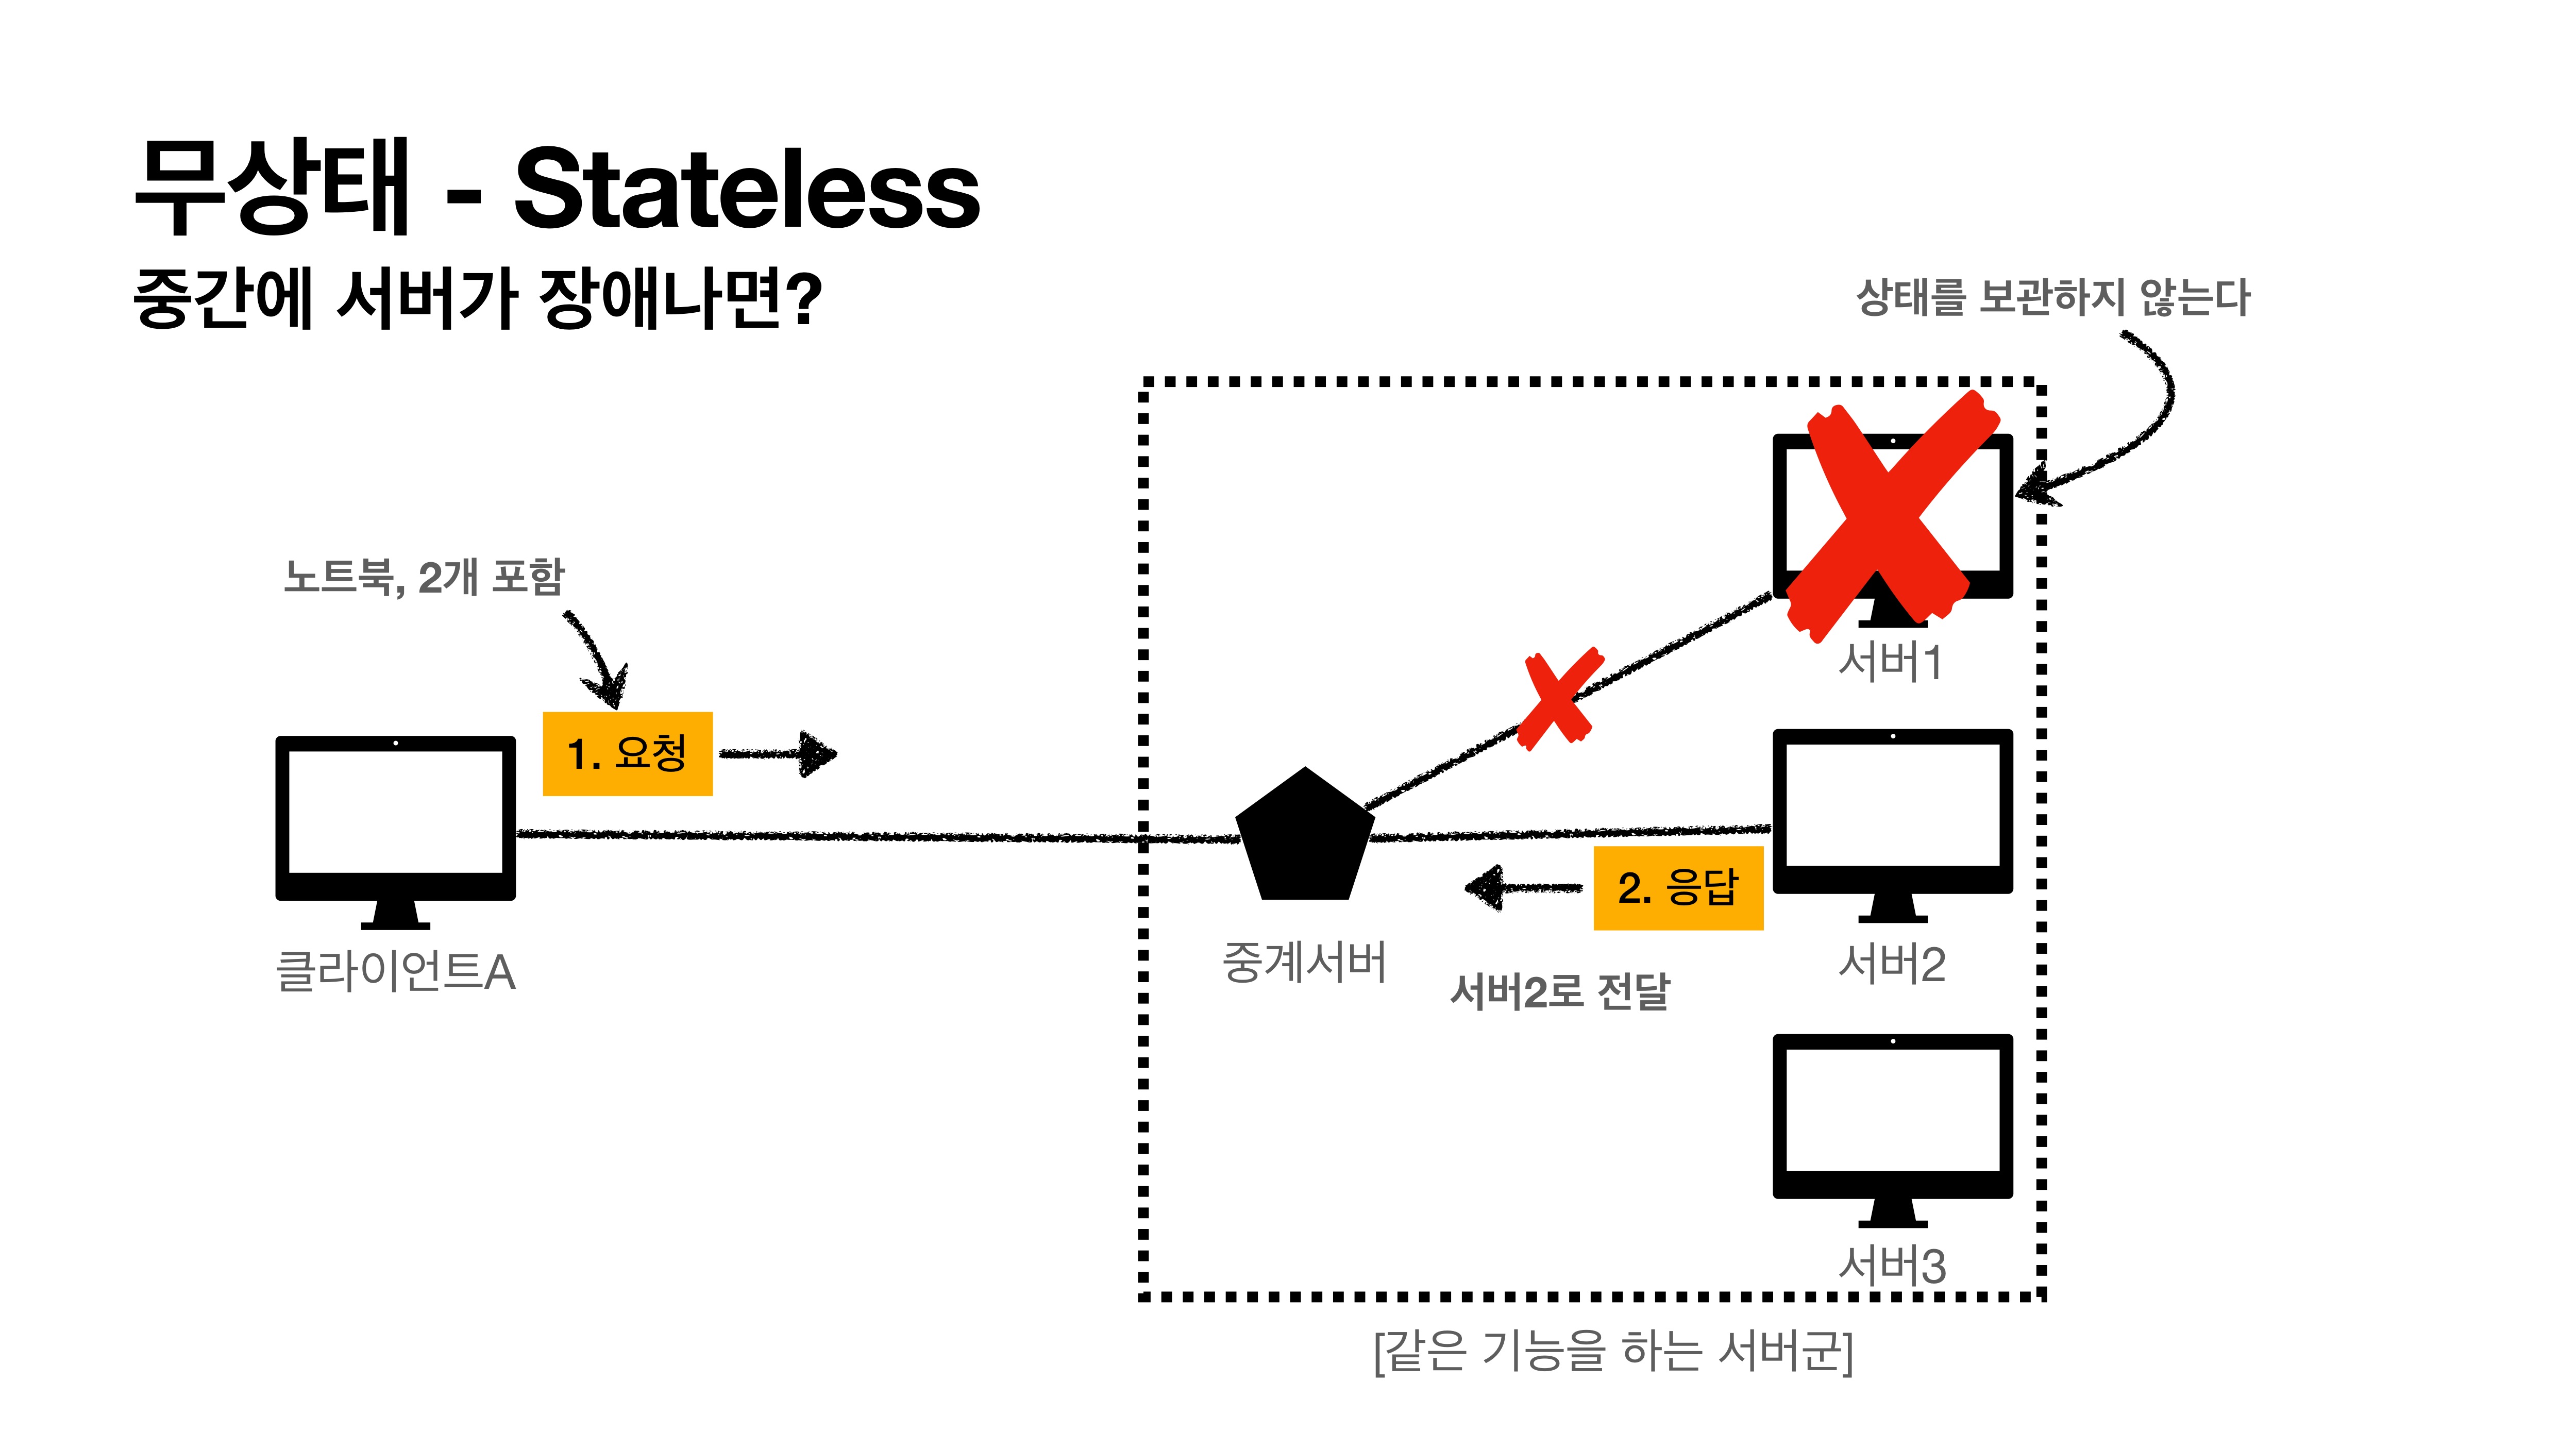 무상태 - Stateless
중간에 서버가 장애나면?
상태를 보관하지 않는다
노트북, 2개 포함
1. 요청
서버1
2. 응답
클라이언트A
중계서버
서버2로 전달
서버2
서버3
[같은 기능을 하는 서버군]